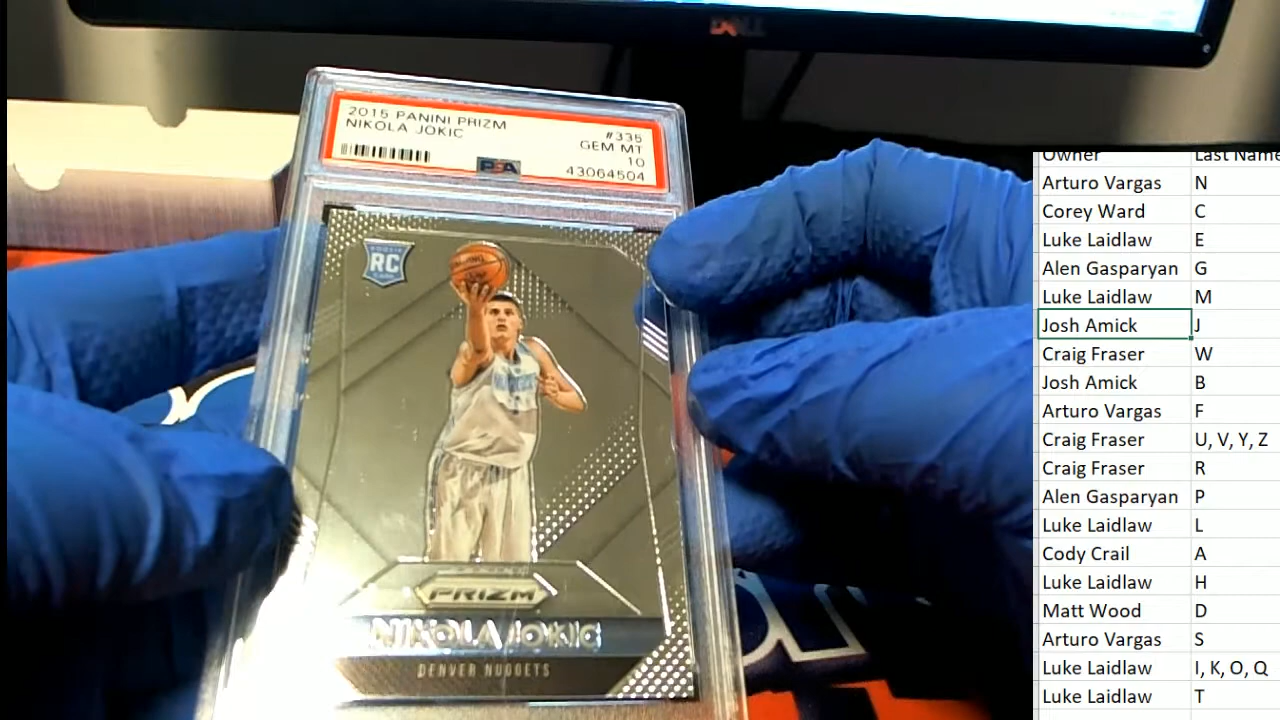 DELL
2015 PANINI PRIZM
#335
NIKOLA JOKIC
GEM MT
10
PSA
43064504
ROOKIE
RC
PRIZM
NIKOLA JOKIC
DENVER NUGGETS
Owner Last Name
Arturo Vargas N
Corey Ward C
Luke Laidlaw E
Alen Gasparyan G
Luke Laidlaw M
Josh Amick J
Craig Fraser W
Josh Amick B
Arturo Vargas F
Craig Fraser U, V, Y, Z
Craig Fraser R
Alen Gasparyan P
Luke Laidlaw L
Cody Crail A
Luke Laidlaw H
Matt Wood D
Arturo Vargas S
Luke Laidlaw I, K, O, Q
Luke Laidlaw T